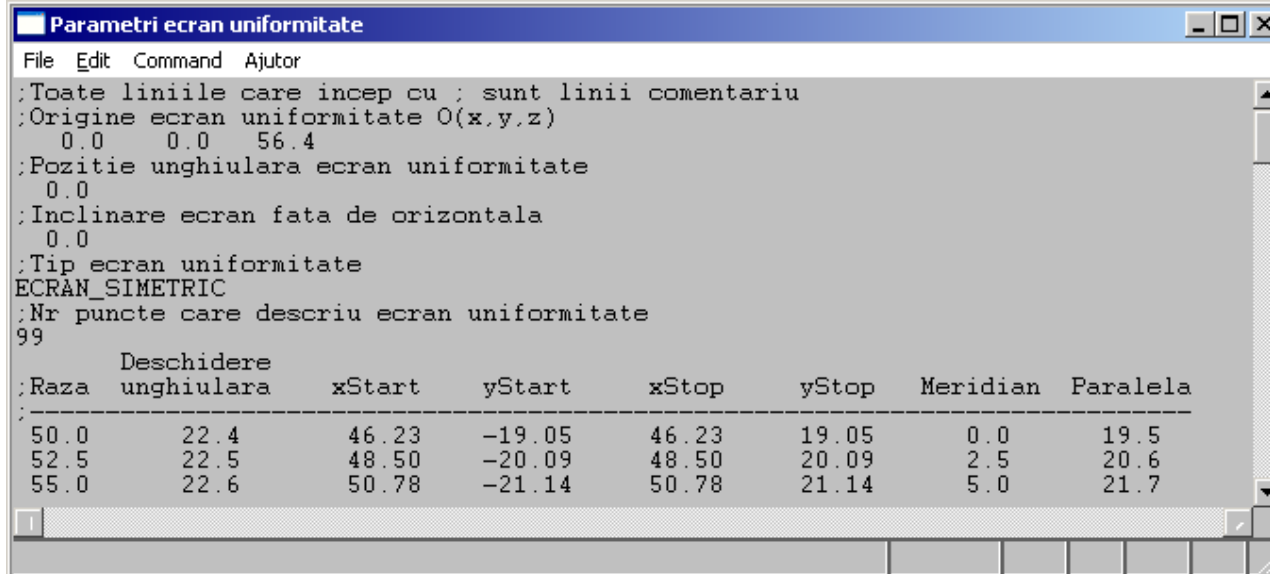 Parametri ecran uniformitate
File Edit Command Ajutor
;Toate liniile care incep cu ; sunt linii comentariu
;Origine ecran uniformitate O(x,y,z)
0.0 0.0 56.4
;Pozitie unghiulara ecran uniformitate
0.0
;Inclinare ecran fata de orizontala
0.0
;Tip ecran uniformitate
ECRAN_SIMETRIC
;Nr puncte care descriu ecran uniformitate
99
Deschidere
;Raza unghiulara xStart yStart xStop yStop Meridian Paralela
;------------------------------------------------------------------------------
50.0 22.4 46.23 -19.05 46.23 19.05 0.0 19.5
52.5 22.5 48.50 -20.09 48.50 20.09 2.5 20.6
55.0 22.6 50.78 -21.14 50.78 21.14 5.0 21.7